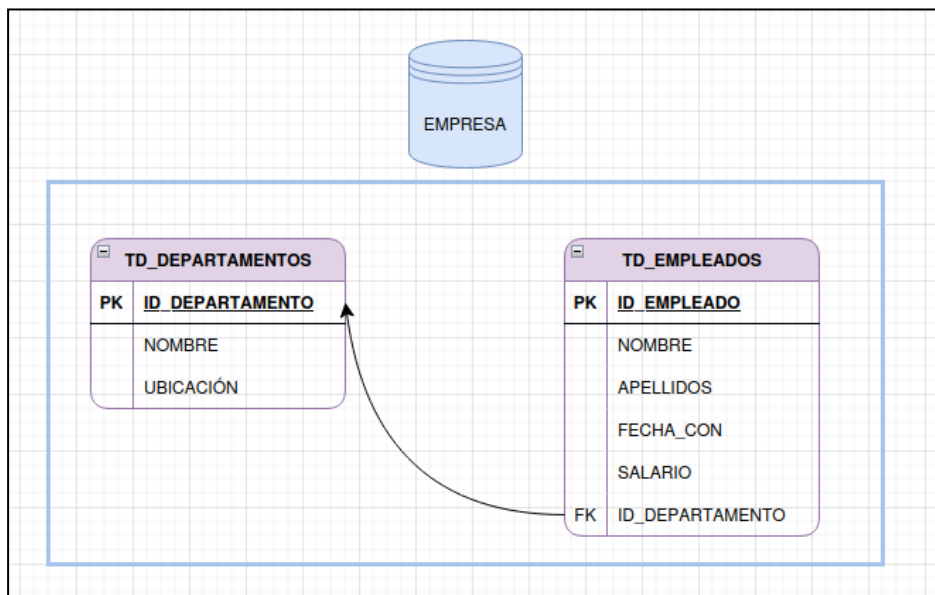 EMPRESA
TD_DEPARTAMENTOS
PK ID_DEPARTAMENTO
NOMBRE
UBICACIÓN
TD_EMPLEADOS
PK ID_EMPLEADO
NOMBRE
APELLIDOS
FECHA_CON
SALARIO
FK ID_DEPARTAMENTO